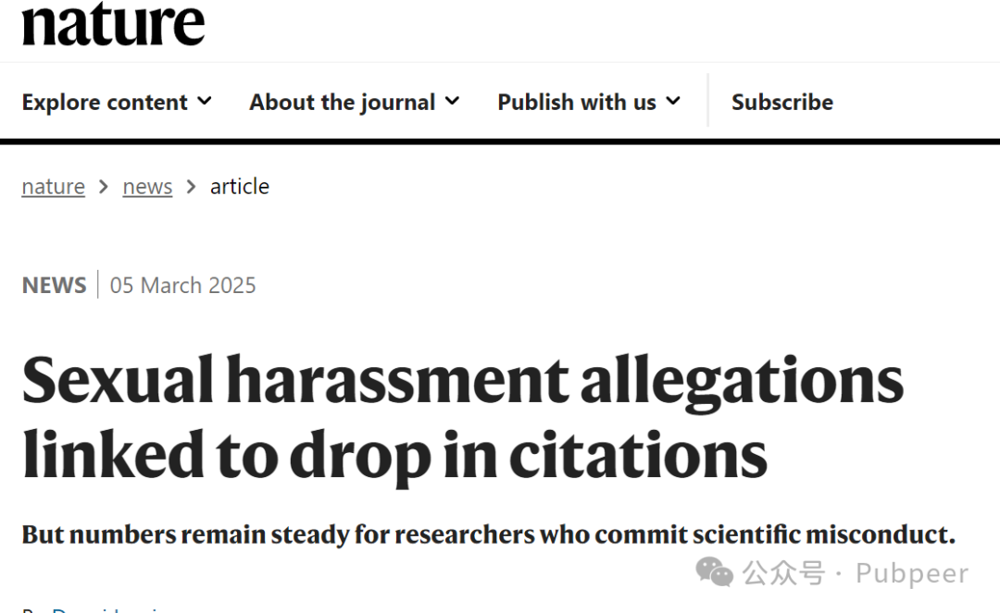 nature
Explore content About the journal Publish with us Subscribe
nature > news > article
NEWS | 05 March 2025
Sexual harassment allegations
linked to drop in citations
But numbers remain steady for researchers who commit scientific misconduct.
公众号 · Pubpeer